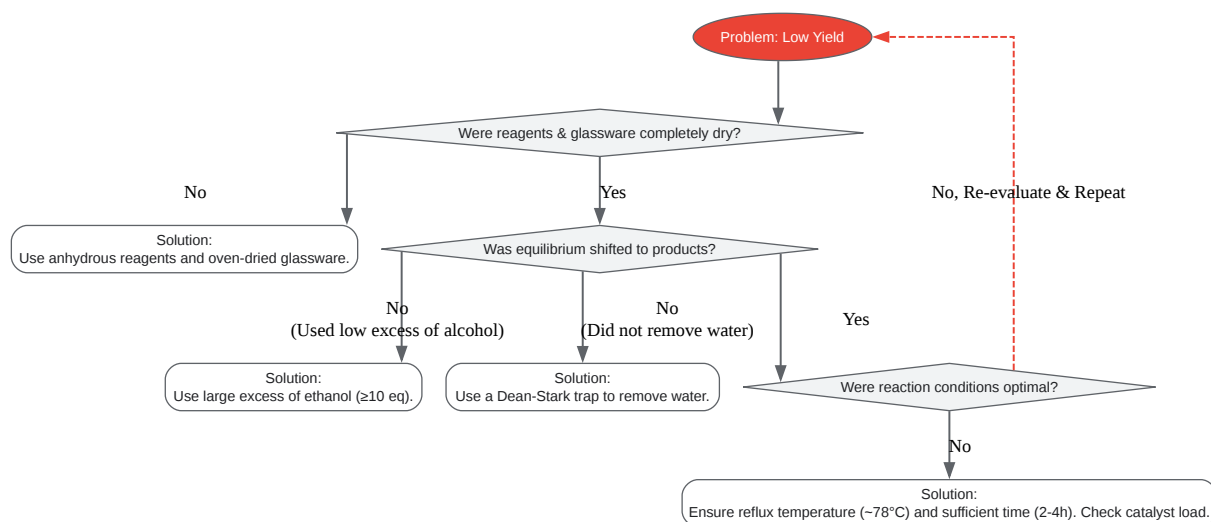 Problem: Low Yield
Were reagents & glassware completely dry?
No
Yes
No, Re-evaluate & Repeat
Solution:
Use anhydrous reagents and oven-dried glassware.
Was equilibrium shifted to products?
No
(Used low excess of alcohol)
No
(Did not remove water)
Yes
Solution:
Use large excess of ethanol (≥10 eq).
Solution:
Use a Dean-Stark trap to remove water.
Were reaction conditions optimal?
No
Solution:
Ensure reflux temperature (~78°C) and sufficient time (2-4h). Check catalyst load.